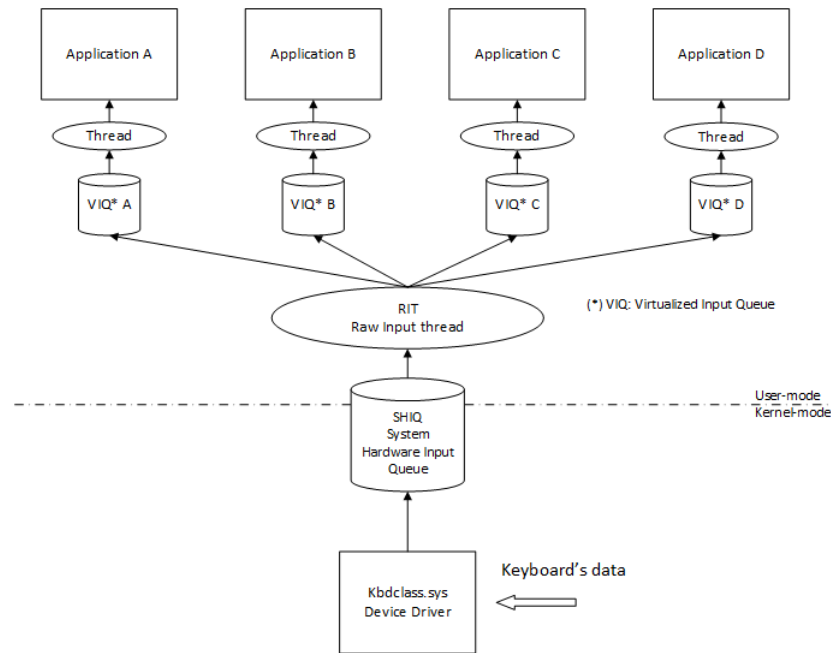 Application A
Application B
Application C
Application D
Thread
Thread
Thread
Thread
VIQ* A
VIQ* B
VIQ* C
VIQ* D
RIT
Raw Input thread
(*) VIQ: Virtualized Input Queue
User-mode
Kernel-mode
SHIQ
System
Hardware Input
Queue
Keyboard's data
Kbdclass.sys
Device Driver